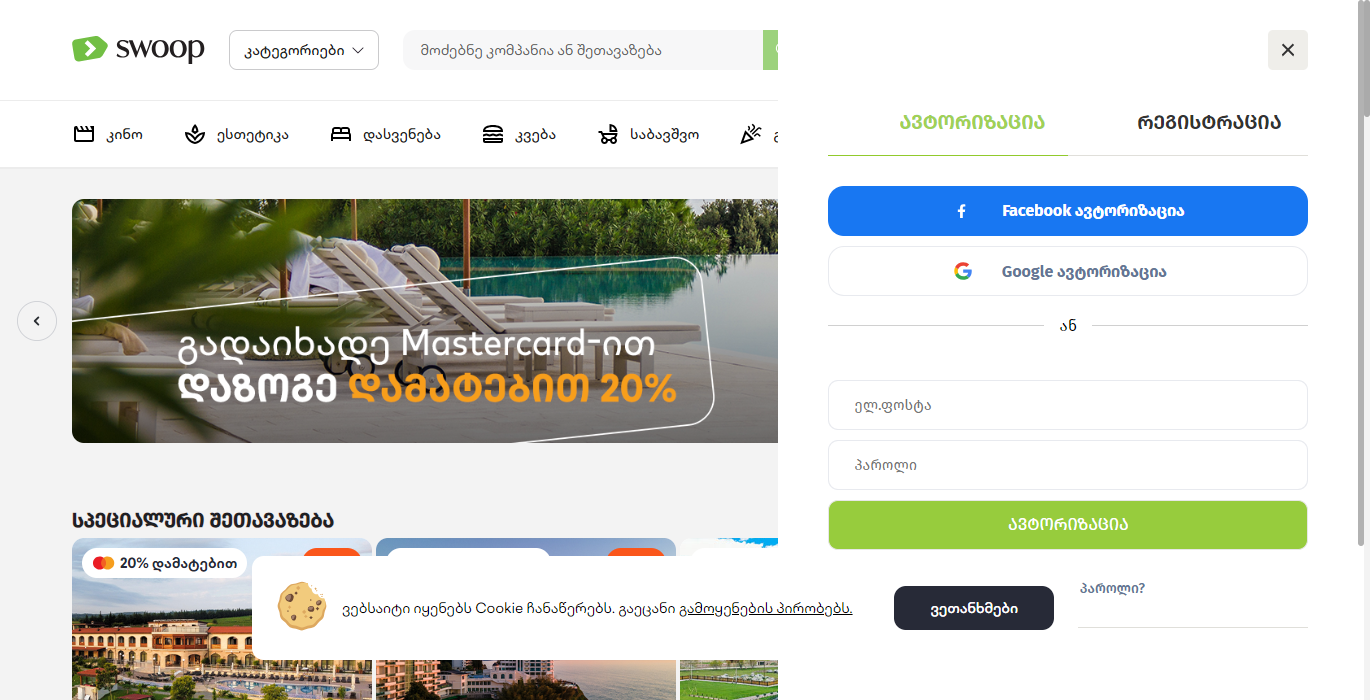 swoop
კატეგორიები
მოძებნე კომპანია ან შეთავაზება
კინო
ესთეტიკა
დასვენება
კვება
საბავშვო
ავტორიზაცია
რეგისტრაცია
Facebook ავტორიზაცია
Google ავტორიზაცია
ან
ელ.ფოსტა
პაროლი
ავტორიზაცია
პაროლი?
გადაიხადე Mastercard-ით
დაზოგე დამატებით 20%
სპეციალური შეთავაზება
20% დამატებით
ვებსაიტი იყენებს Cookie ჩანაწერებს. გაეცანი გამოყენების პირობებს.
ვეთანხმები